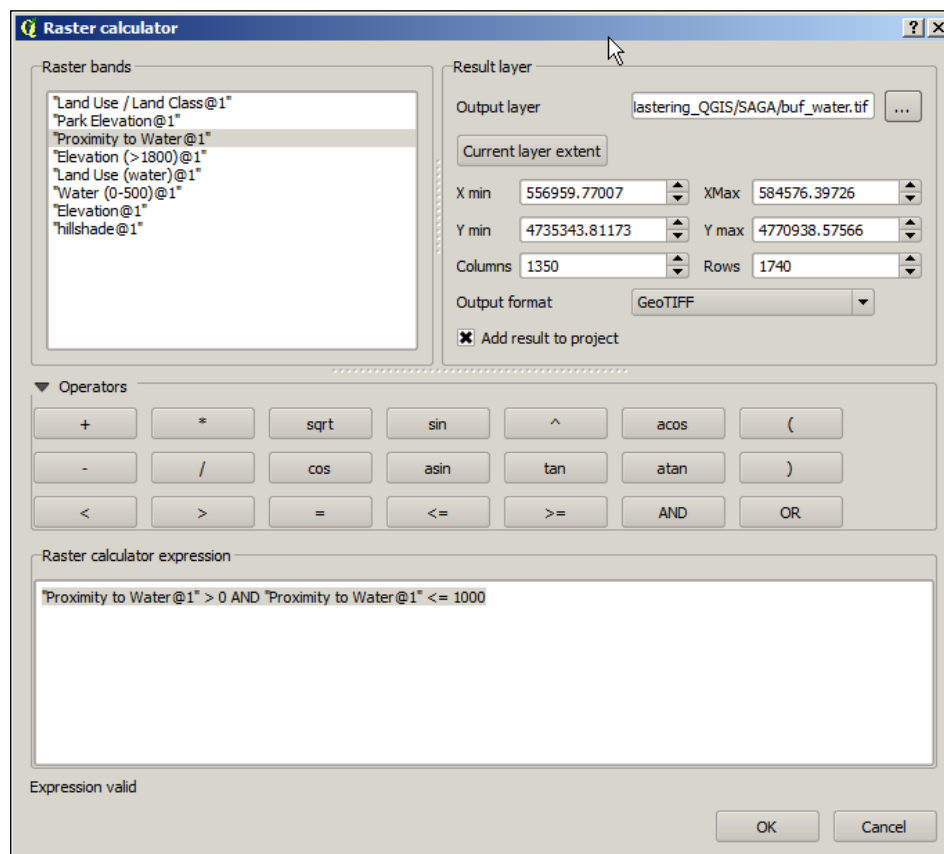 Raster calculator
Raster bands
"Land Use / Land Class@1"
"Park Elevation@1"
"Proximity to Water@1"
"Elevation (>1800)@1"
"Land Use (water)@1"
"Water (0-500)@1"
"Elevation@1"
"hillshade@1"
Result layer
Output layer lastering_QGIS/SAGA/buf_water.tif ...
Current layer extent
X min 556959.77007 XMax 584576.39726
Y min 4735343.81173 Y max 4770938.57566
Columns 1350 Rows 1740
Output format GeoTIFF
Add result to project
Operators
+ * sqrt sin ^ acos (
- / cos asin tan atan )
< > = <= >= AND OR
Raster calculator expression
"Proximity to Water@1" > 0 AND "Proximity to Water@1" <= 1000
Expression valid
OK Cancel